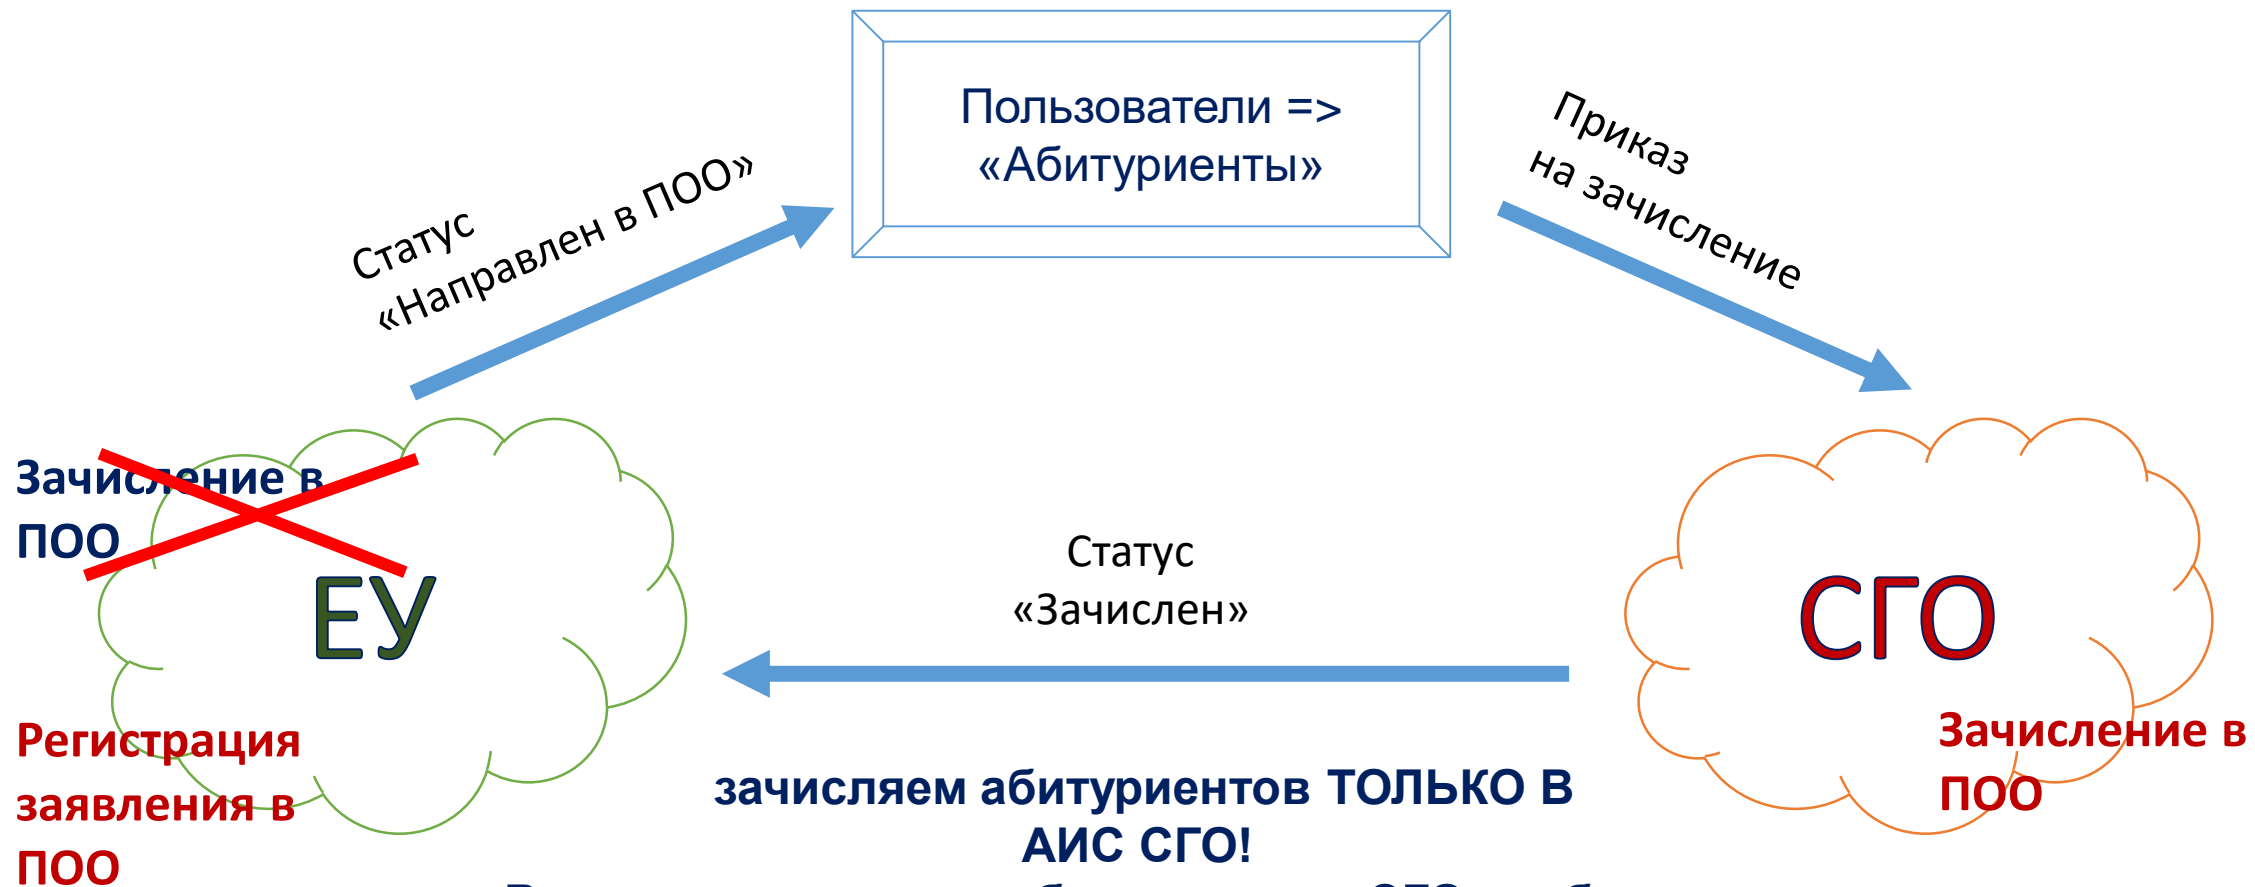 Пользователи =>
«Абитуриенты»
Статус
«Направлен в ПОО»
Приказ
на зачисление
Зачисление в
ПОО
ЕУ
Статус
«Зачислен»
СГО
Регистрация
заявления в
ПОО
Зачисление в
ПОО
зачисляем абитуриентов ТОЛЬКО В
АИС СГО!